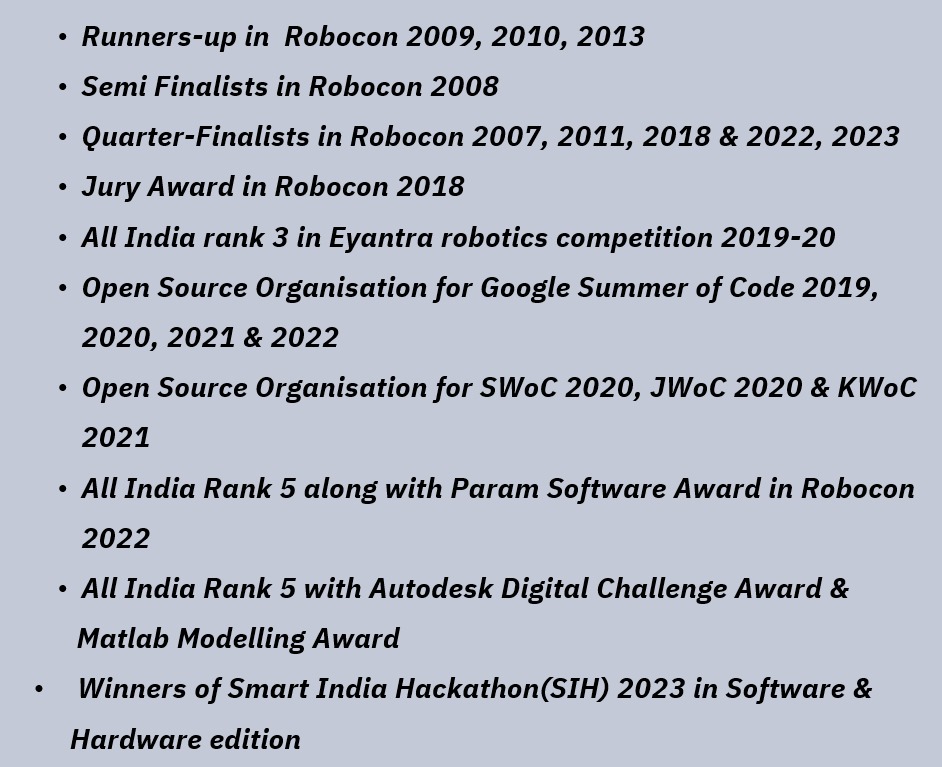 • Runners-up in  Robocon 2009, 2010, 2013
• Semi Finalists in Robocon 2008
• Quarter-Finalists in Robocon 2007, 2011, 2018 & 2022, 2023
• Jury Award in Robocon 2018
• All India rank 3 in Eyantra robotics competition 2019-20
• Open Source Organisation for Google Summer of Code 2019,
2020, 2021 & 2022
• Open Source Organisation for SWoC 2020, JWoC 2020 & KWoC
2021
• All India Rank 5 along with Param Software Award in Robocon
2022
• All India Rank 5 with Autodesk Digital Challenge Award &
Matlab Modelling Award
• Winners of Smart India Hackathon(SIH) 2023 in Software &
Hardware edition